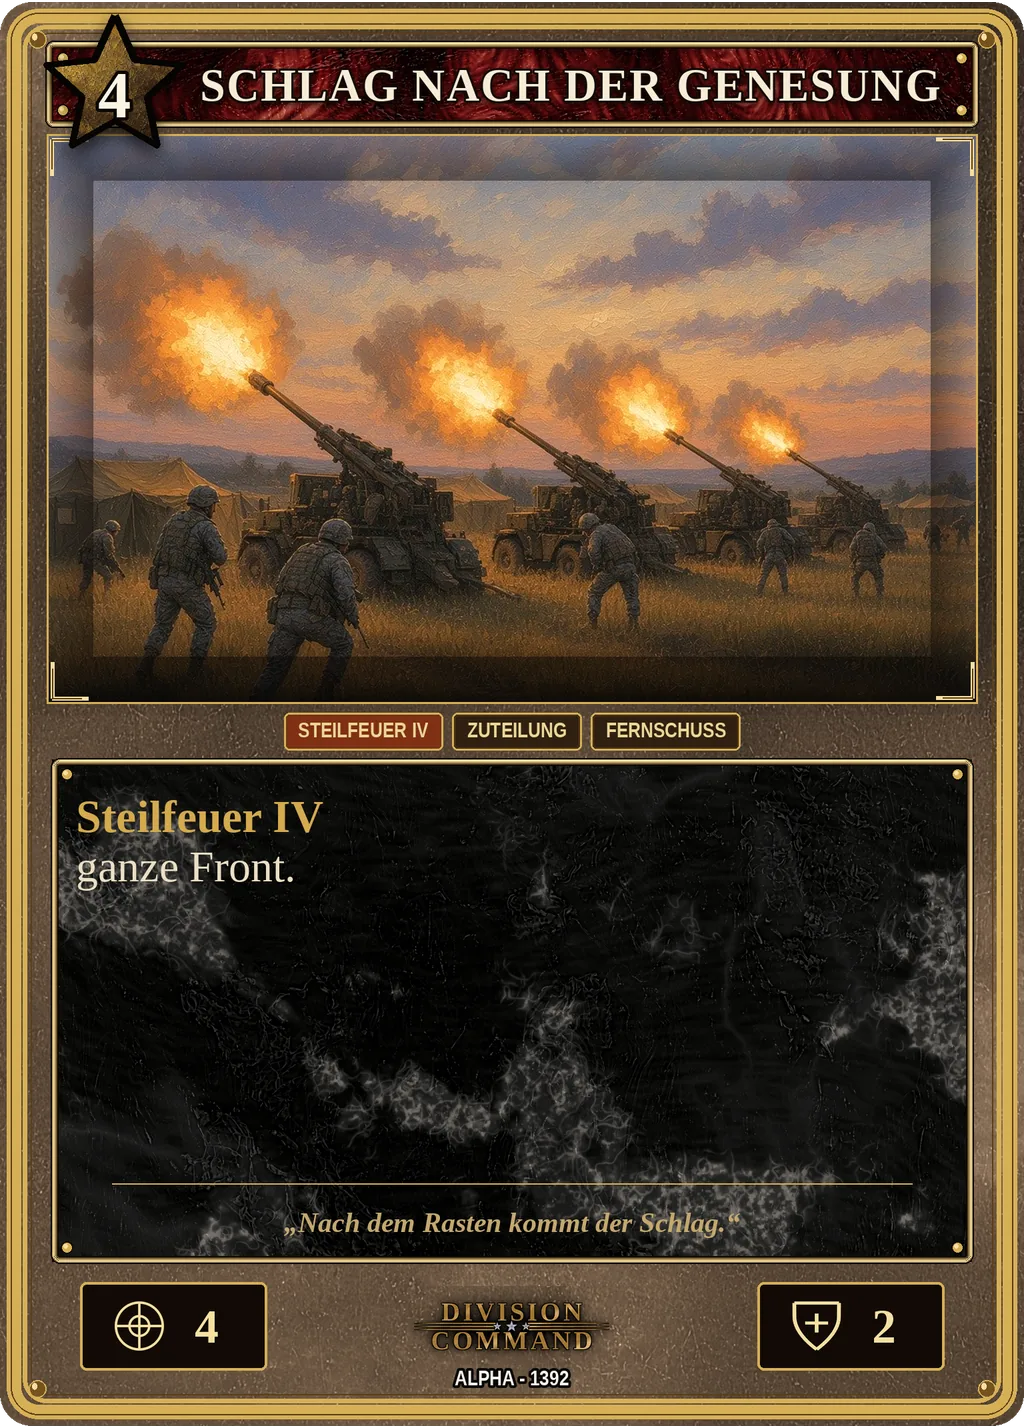 4
SCHLAG NACH DER GENESUNG
STEILFEUER IV
ZUTEILUNG
FERNSCHUSS
Steilfeuer IV
ganze Front.
„Nach dem Rasten kommt der Schlag.“
4
DIVISION
COMMAND
2
ALPHA - 1392